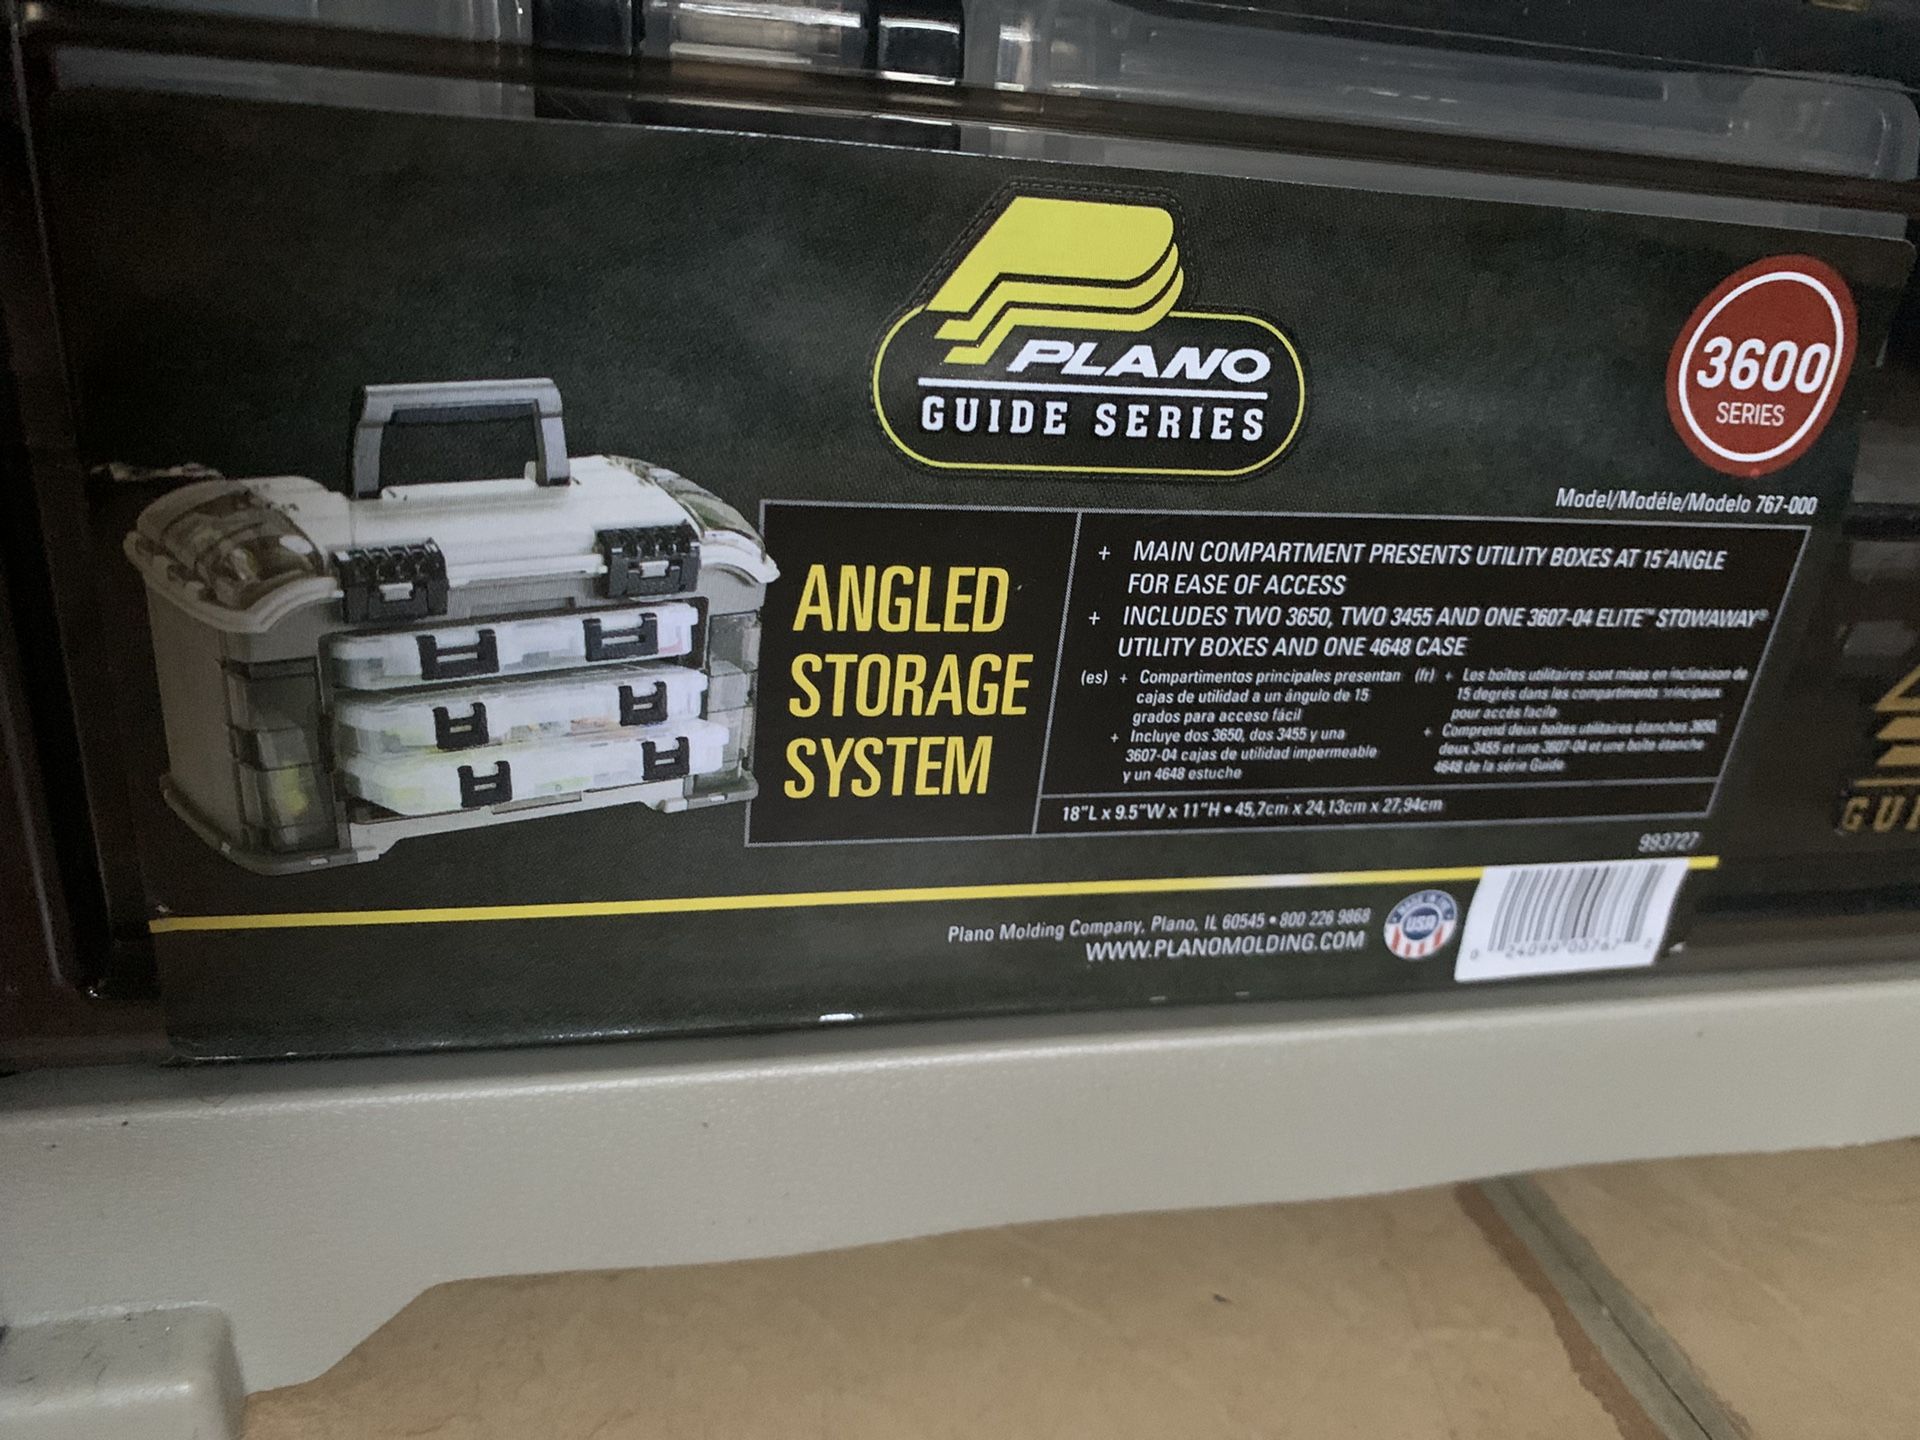 PLANO
GUIDE SERIES
3600
SERIES
Model/Modéle/Modelo 767-000
ANGLED
STORAGE
SYSTEM
+ MAIN COMPARTMENT PRESENTS UTILITY BOXES AT 15° ANGLE
FOR EASE OF ACCESS
+ INCLUDES TWO 3650, TWO 3455 AND ONE 3607-04 ELITE™ STOWAWAY®
UTILITY BOXES AND ONE 4648 CASE
(es) + Compartimentos principales presentan
cajas de utilidad a un ángulo de 15
grados para acceso fácil
+ Incluye dos 3650, dos 3455 y una
3607-04 cajas de utilidad impermeable
y un 4648 estuche
(fr) + Les boîtes utilitaires sont mises en inclinaison de
15 degrés dans les compartiments principaux
pour accès facile
+ Comprend deux boîtes utilitaires étanches 3650,
deux 3455 et une 3607-04 et une boîte étanche
4648 de la série Guide
18"L x 9.5"W x 11"H • 45,7cm x 24,13cm x 27,94cm
993727
Plano Molding Company, Plano, IL 60545 • 800 226 9868
WWW.PLANOMOLDING.COM
USA
0 24099 00767 0
GUI